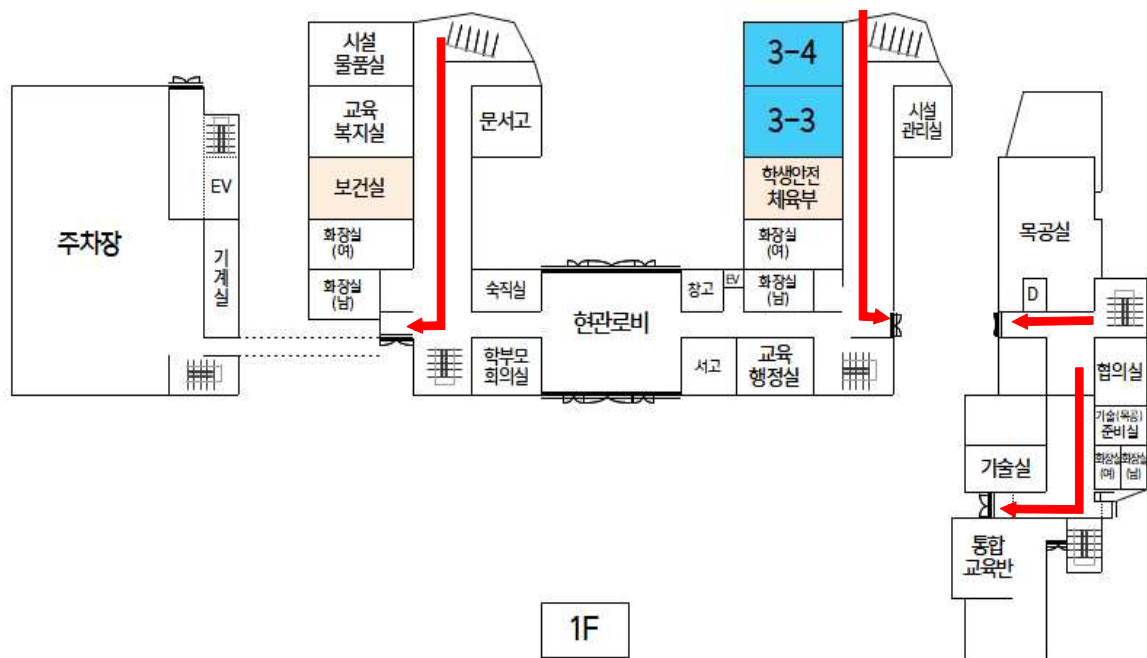 시설
물품실
교육
복지실
문서고
보건실
화장실
(여)
화장실
(남)
숙직실
학부모
회의실
주차장
EV
기계실
현관로비
3-4
3-3
학생안전
체육부
시설
관리실
화장실
(여)
창고
EV
화장실
(남)
서고
교육
행정실
목공실
D
협의실
기술(목공)
준비실
화장실
(여)
화장실
(남)
기술실
통합
교육반
1F